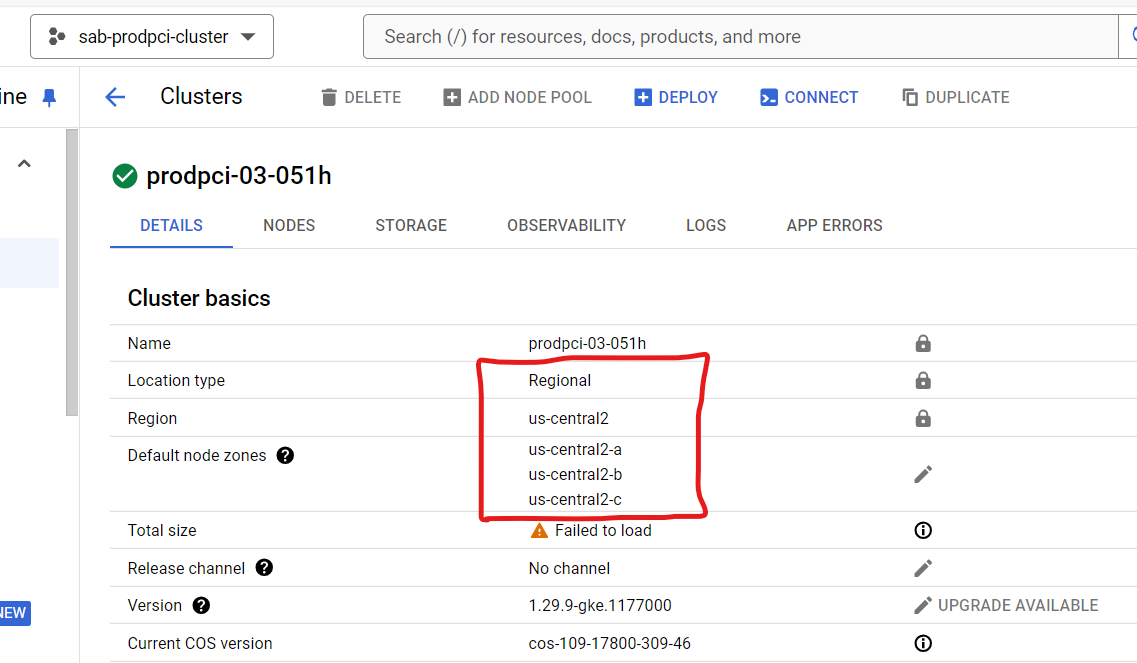 sab-prodpci-cluster Search (/) for resources, docs, products, and more
ine Clusters DELETE ADD NODE POOL DEPLOY CONNECT DUPLICATE
prodpci-03-051h
DETAILS NODES STORAGE OBSERVABILITY LOGS APP ERRORS
Cluster basics
Name prodpci-03-051h
Location type Regional
Region us-central2
Default node zones us-central2-a
us-central2-b
us-central2-c
Total size Failed to load
Release channel No channel
Version 1.29.9-gke.1177000 UPGRADE AVAILABLE
NEW
Current COS version cos-109-17800-309-46